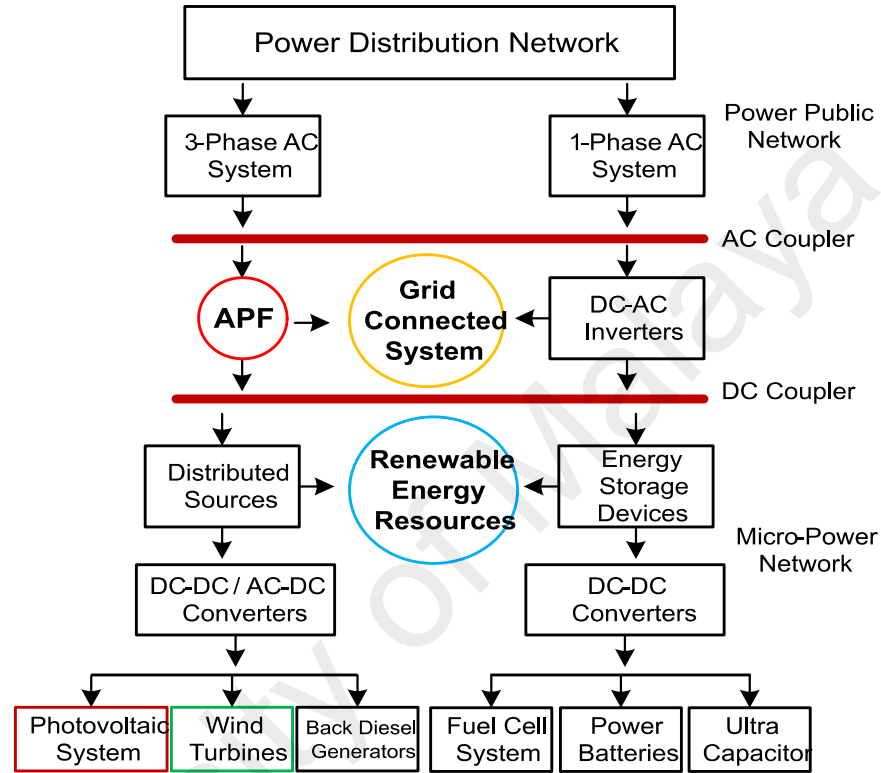 Power Distribution Network
3-Phase AC
System
1-Phase AC
System
Power Public
Network
AC Coupler
APF
Grid
Connected
System
DC-AC
Inverters
DC Coupler
Distributed
Sources
Renewable
Energy
Resources
Energy
Storage
Devices
Micro-Power
Network
DC-DC / AC-DC
Converters
DC-DC
Converters
Photovoltaic
System
Wind
Turbines
Back Diesel
Generators
Fuel Cell
System
Power
Batteries
Ultra
Capacitor
sity of Malaya